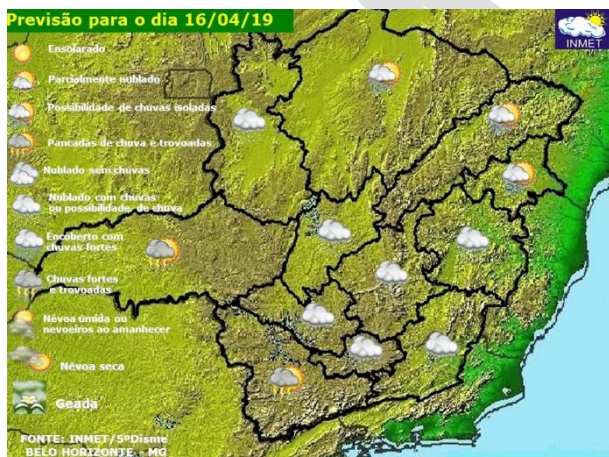 Previsão para o dia 16/04/19
INMET
Ensolarado
Parcialmente nublado
Possibilidade de chuvas isoladas
Pancadas de chuva e trovoadas
Nublado sem chuvas
Nublado com chuvas
ou possibilidade de chuva
Encoberto com
chuvas fortes
Chuvas fortes
e trovoadas
Névoa úmida ou
nevoeiros ao amanhecer
Névoa seca
Geada
FONTE: INMET/5ºDisme
BELO HORIZONTE - MG